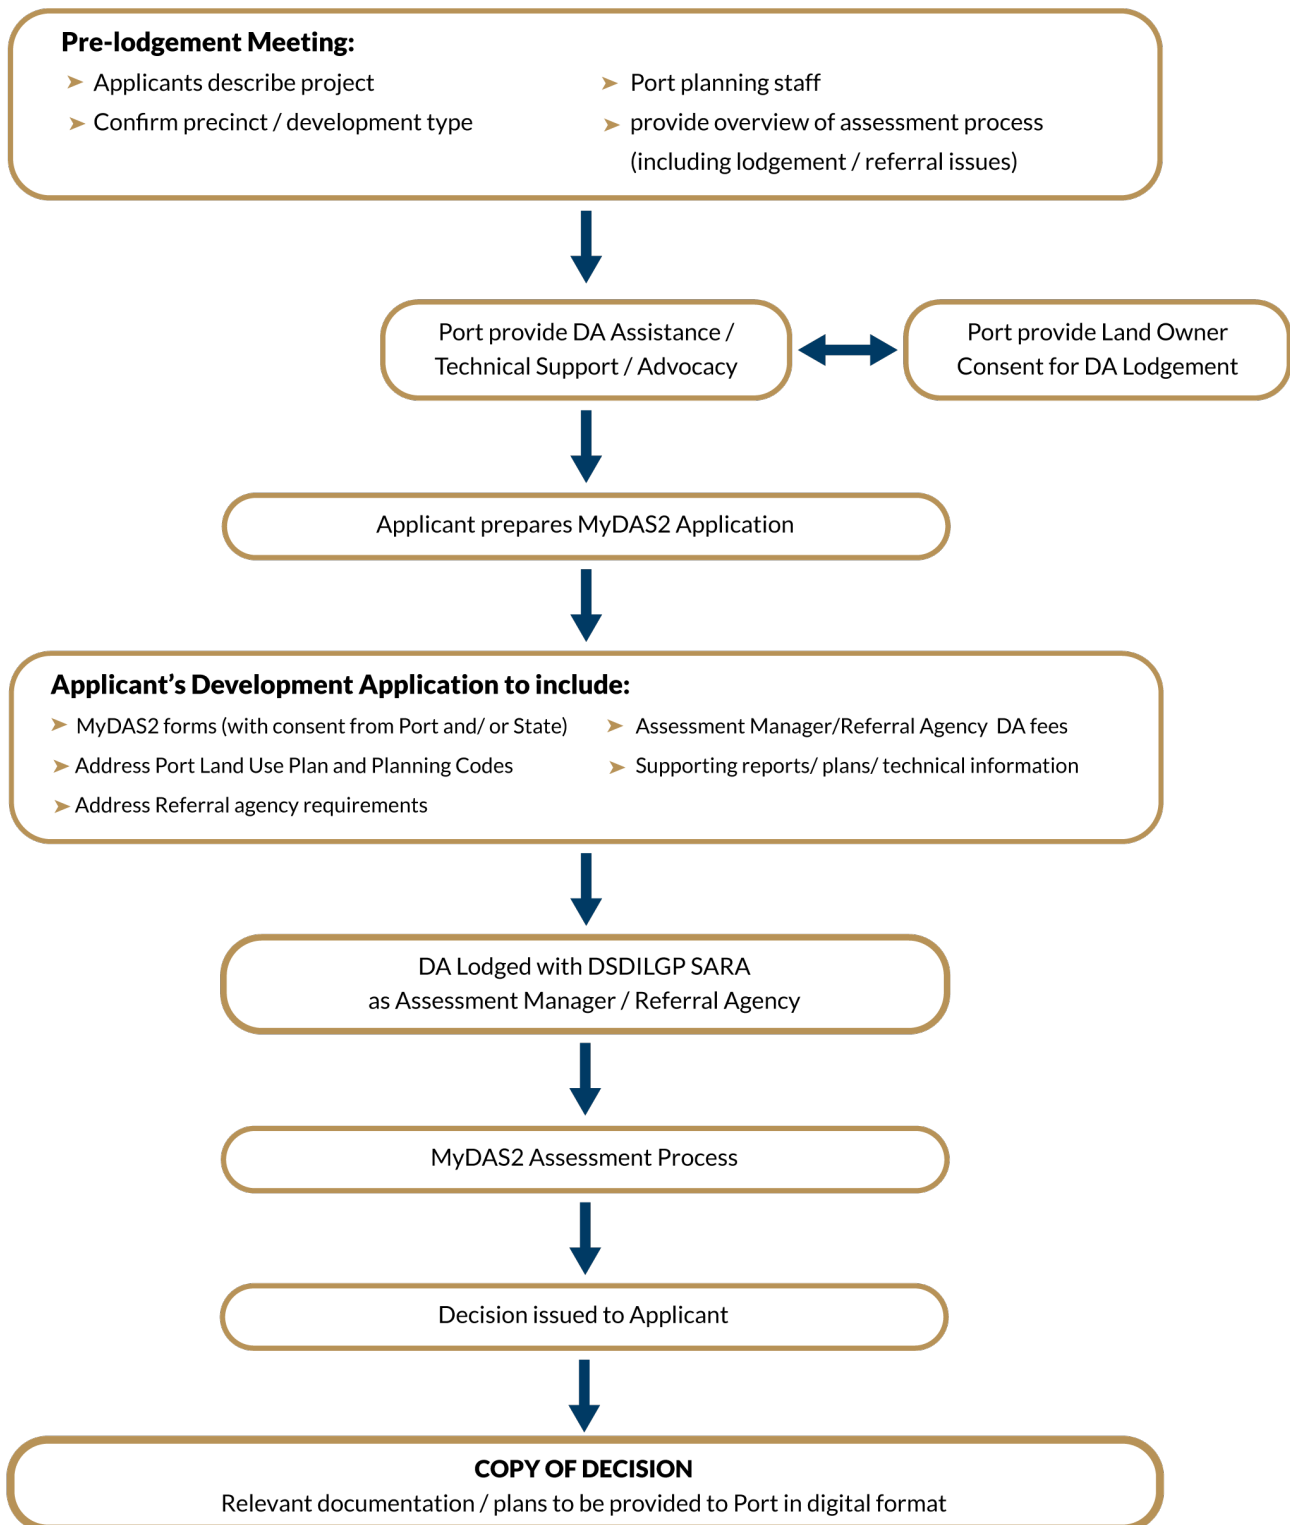 Pre-lodgement Meeting:
Applicants describe project
Confirm precinct / development type
Port planning staff
provide overview of assessment process
(including lodgement / referral issues)
Port provide DA Assistance /
Technical Support / Advocacy
Port provide Land Owner
Consent for DA Lodgement
Applicant prepares MyDAS2 Application
Applicant’s Development Application to include:
MyDAS2 forms (with consent from Port and/ or State)
Address Port Land Use Plan and Planning Codes
Address Referral agency requirements
Assessment Manager/Referral Agency DA fees
Supporting reports/ plans/ technical information
DA Lodged with DSDILGP SARA
as Assessment Manager / Referral Agency
MyDAS2 Assessment Process
Decision issued to Applicant
COPY OF DECISION
Relevant documentation / plans to be provided to Port in digital format